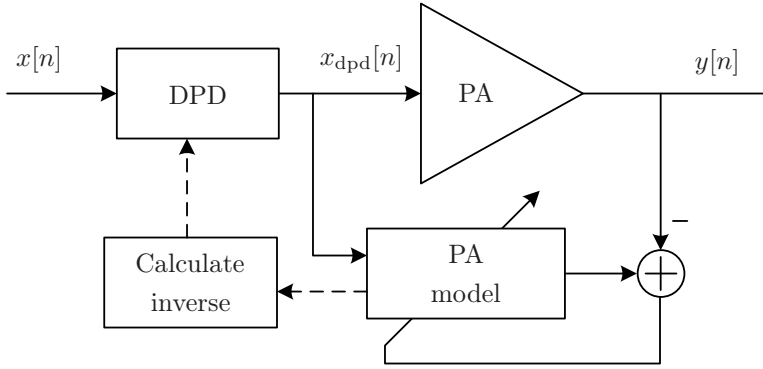 x[n]
DPD
x_dpd[n]
PA
y[n]
−
Calculate
inverse
PA
model
+